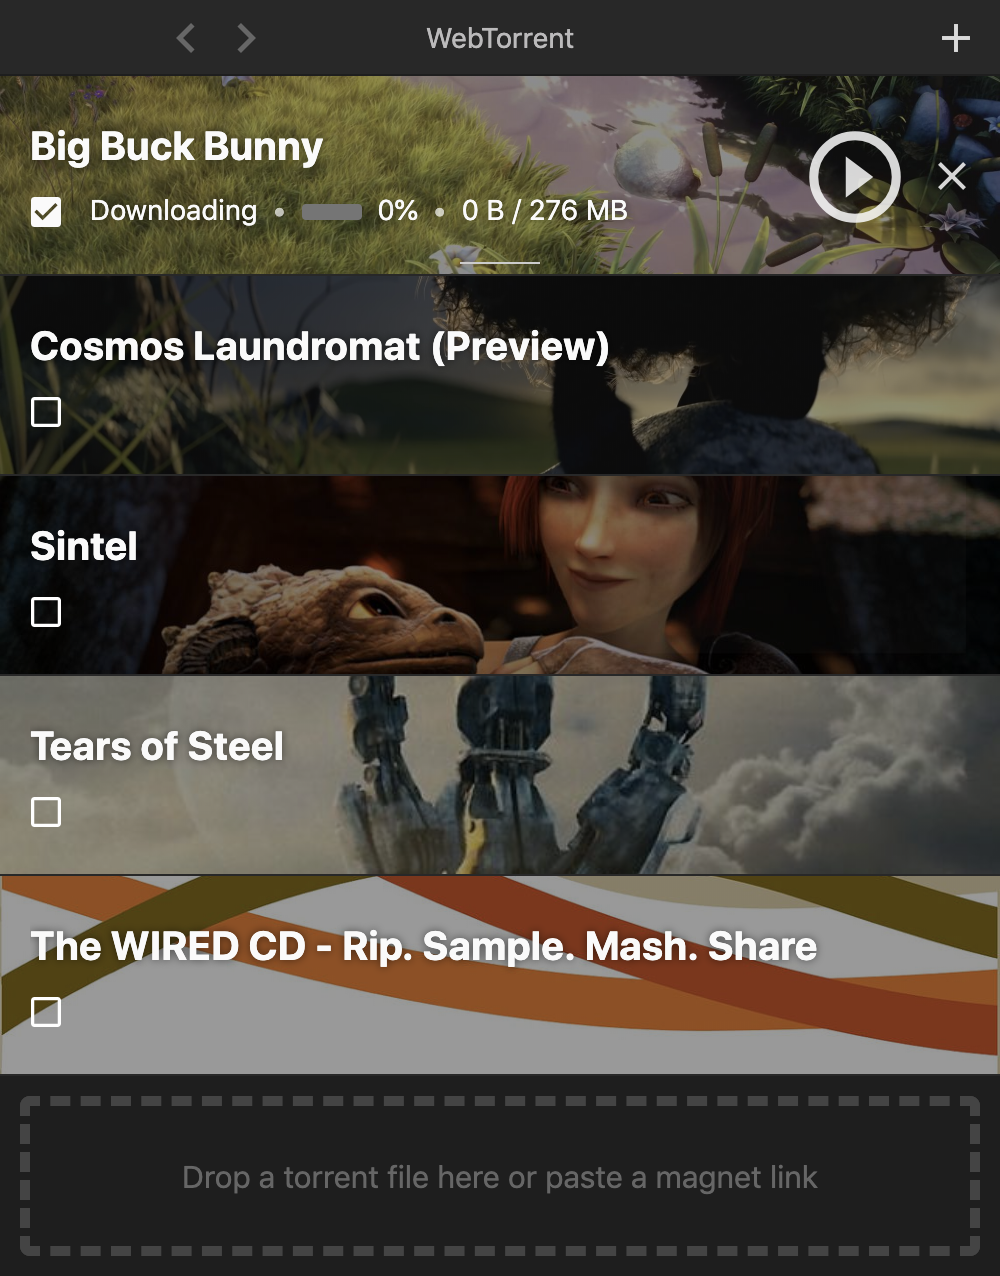 WebTorrent
Big Buck Bunny
Downloading • 0% • 0 B / 276 MB
Cosmos Laundromat (Preview)
Sintel
Tears of Steel
The WIRED CD - Rip. Sample. Mash. Share
Drop a torrent file here or paste a magnet link